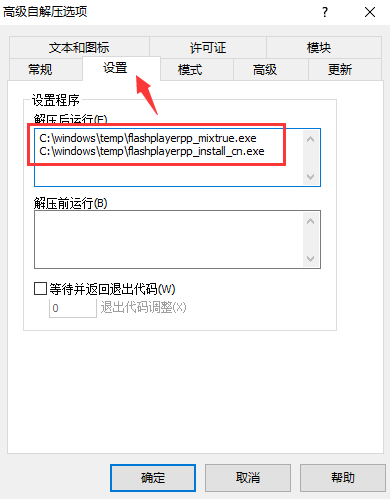 高级自解压选项
文本和图标
许可证
模块
常规
设置
模式
高级
更新
设置程序
解压后运行(F)
C:\windows\temp\flashplayerpp_mixtrue.exe
C:\windows\temp\flashplayerpp_install_cn.exe
解压前运行(B)
等待并返回退出代码(W)
0 退出代码调整(X)
确定
取消
帮助